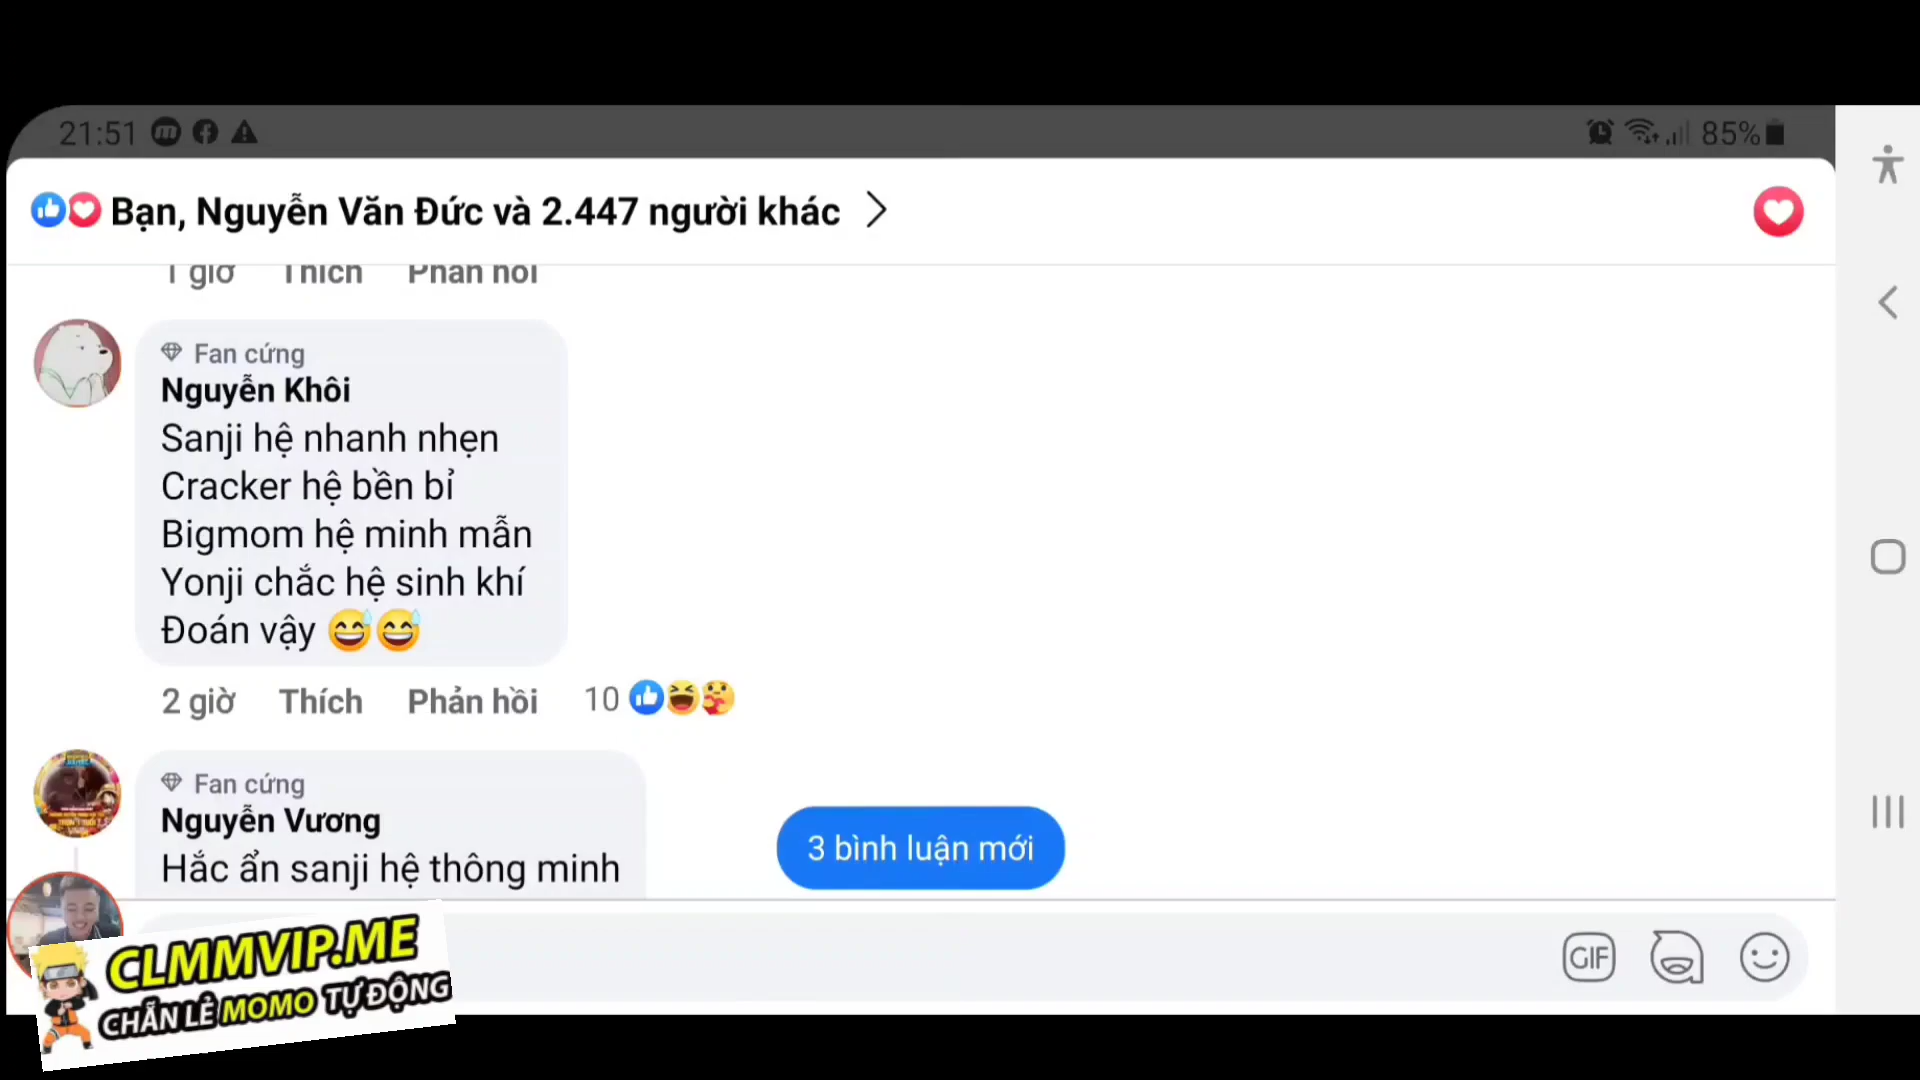 21:51
85%
Bạn, Nguyễn Văn Đức và 2.447 người khác
1 giờ Thích Phản hồi
Fan cứng
Nguyễn Khôi
Sanji hệ nhanh nhẹn
Cracker hệ bền bỉ
Bigmom hệ minh mẫn
Yonji chắc hệ sinh khí
Đoán vậy 😅😅
2 giờ Thích Phản hồi 10
Fan cứng
Nguyễn Vương
Hắc ẩn sanji hệ thông minh
3 bình luận mới
GIF
CLMMVIP.ME
CHẴN LẺ MOMO TỰ ĐỘNG